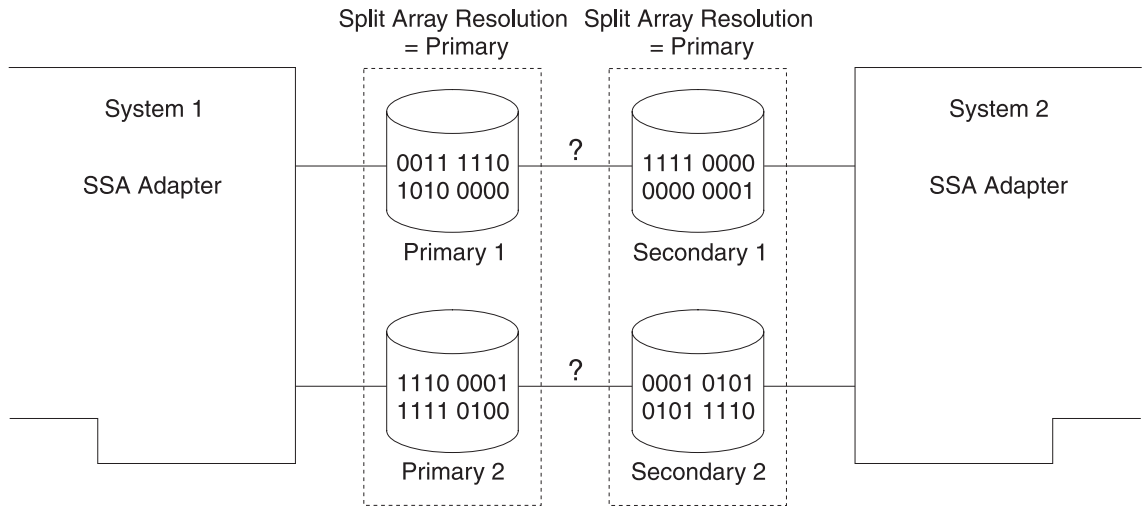 Split Array Resolution
= Primary
Split Array Resolution
= Primary
System 1
SSA Adapter
0011 1110
1010 0000
Primary 1
?
1111 0000
0000 0001
Secondary 1
System 2
SSA Adapter
1110 0001
1111 0100
Primary 2
?
0001 0101
0101 1110
Secondary 2